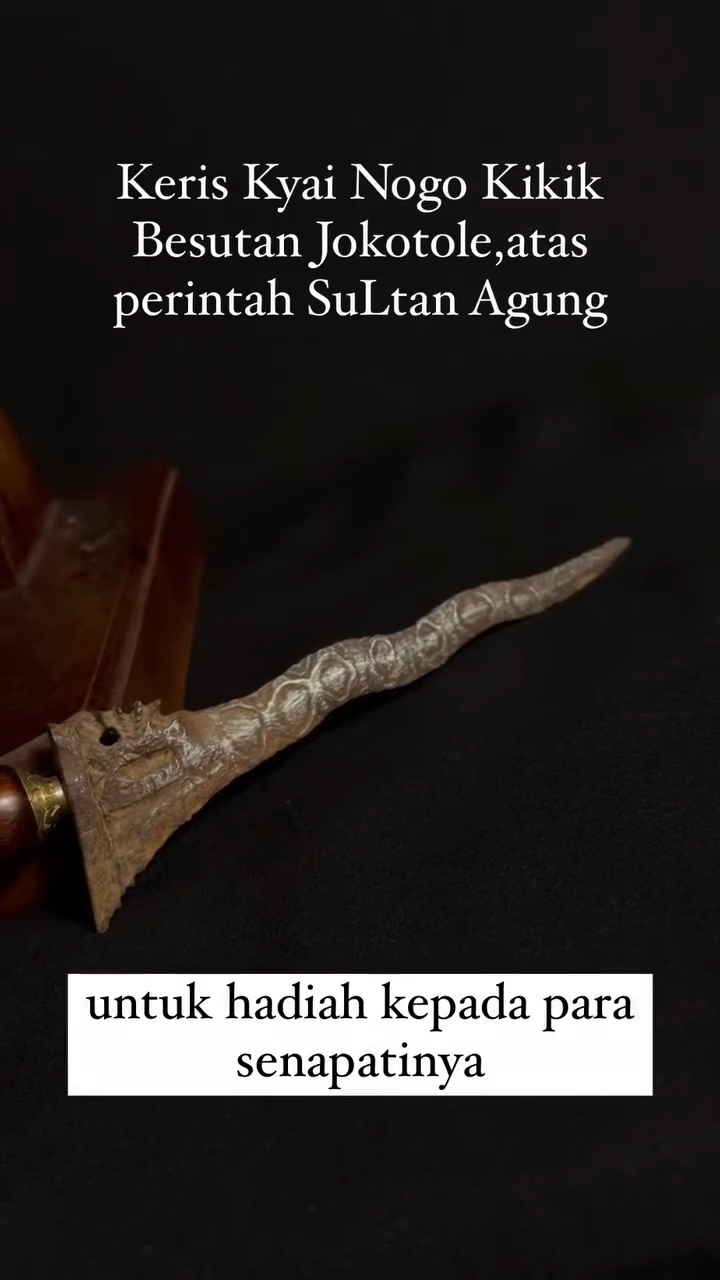 Keris Kyai Nogo Kikik
Besutan Jokotole,atas
perintah SuLtan Agung
untuk hadiah kepada para
senapatinya